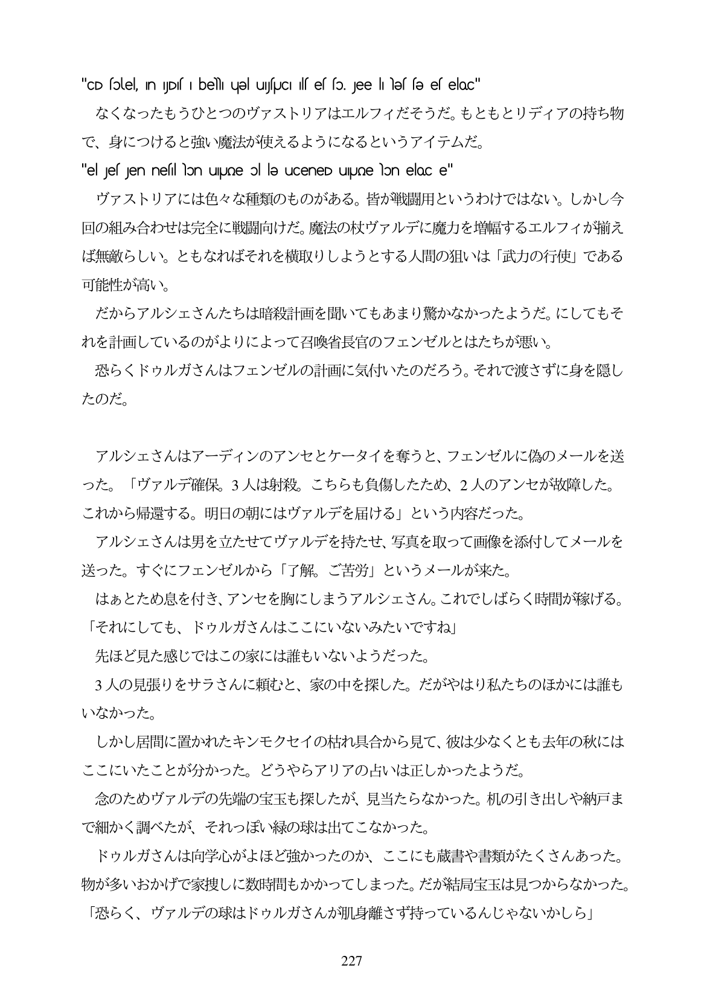 なくなったもうひとつのヴァストリアはエルフィだそうだ。もともとリディアの持ち物
で、身につけると強い魔法が使えるようになるというアイテムだ。
ヴァストリアには色々な種類のものがある。皆が戦闘用というわけではない。しかし今
回の組み合わせは完全に戦闘向けだ。魔法の杖ヴァルデに魔力を増幅するエルフィが揃え
ば無敵らしい。ともなればそれを横取りしようとする人間の狙いは「武力の行使」である
可能性が高い。
だからアルシェさんたちは暗殺計画を聞いてもあまり驚かなかったようだ。にしてもそ
れを計画しているのがよりによって召喚省長官のフェンゼルとはたちが悪い。
恐らくドゥルガさんはフェンゼルの計画に気付いたのだろう。それで渡さずに身を隠し
たのだ。
アルシェさんはアーディンのアンセとケータイを奪うと、フェンゼルに偽のメールを送
った。「ヴァルデ確保。3人は射殺。こちらも負傷したため、2人のアンセが故障した。
これから帰還する。明日の朝にはヴァルデを届ける」という内容だった。
アルシェさんは男を立たせてヴァルデを持たせ、写真を取って画像を添付してメールを
送った。すぐにフェンゼルから「了解。ご苦労」というメールが来た。
はぁとため息を付き、アンセを胸にしまうアルシェさん。これでしばらく時間が稼げる。
「それにしても、ドゥルガさんはここにいないみたいですね」
先ほど見た感じではこの家には誰もいないようだった。
3人の見張りをサラさんに頼むと、家の中を探した。だがやはり私たちのほかには誰も
いなかった。
しかし居間に置かれたキンモクセイの枯れ具合から見て、彼は少なくとも去年の秋には
ここにいたことが分かった。どうやらアリアの占いは正しかったようだ。
念のためヴァルデの先端の宝玉も探したが、見当たらなかった。机の引き出しや納戸ま
で細かく調べたが、それっぽい緑の球は出てこなかった。
ドゥルガさんは向学心がよほど強かったのか、ここにも蔵書や書類がたくさんあった。
物が多いおかげで家捜しに数時間もかかってしまった。だが結局宝玉は見つからなかった。
「恐らく、ヴァルデの球はドゥルガさんが肌身離さず持っているんじゃないかしら」
227